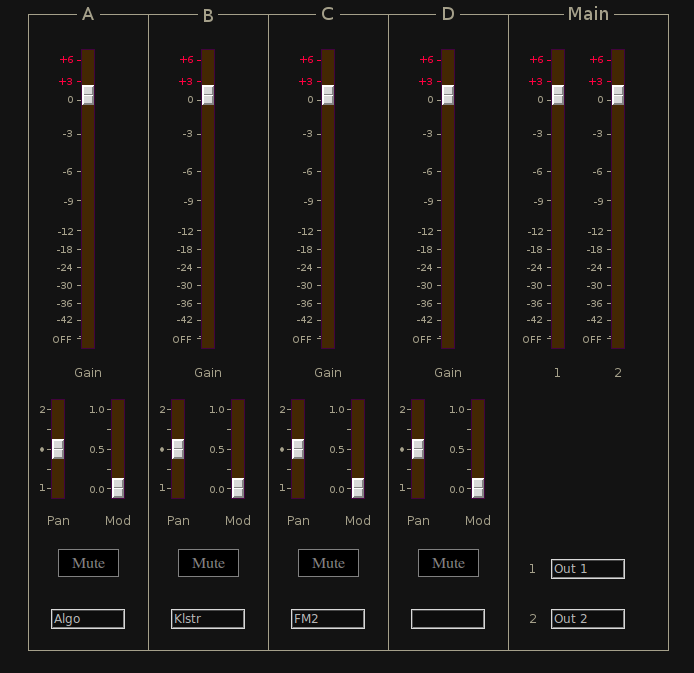 A B C D Main
+6 +6 +6 +6 +6 +6
+3 +3 +3 +3 +3 +3
0 0 0 0 0 0
-3 -3 -3 -3 -3 -3
-6 -6 -6 -6 -6 -6
-9 -9 -9 -9 -9 -9
-12 -12 -12 -12 -12 -12
-18 -18 -18 -18 -18 -18
-24 -24 -24 -24 -24 -24
-30 -30 -30 -30 -30 -30
-36 -36 -36 -36 -36 -36
-42 -42 -42 -42 -42 -42
OFF OFF OFF OFF OFF OFF
Gain Gain Gain Gain 1 2
2 1.0 2 1.0 2 1.0 2 1.0
0.5 0.5 0.5 0.5
1 0.0 1 0.0 1 0.0 1 0.0
Pan Mod Pan Mod Pan Mod Pan Mod
Mute Mute Mute Mute 1 Out 1
Algo Klstr FM2 2 Out 2